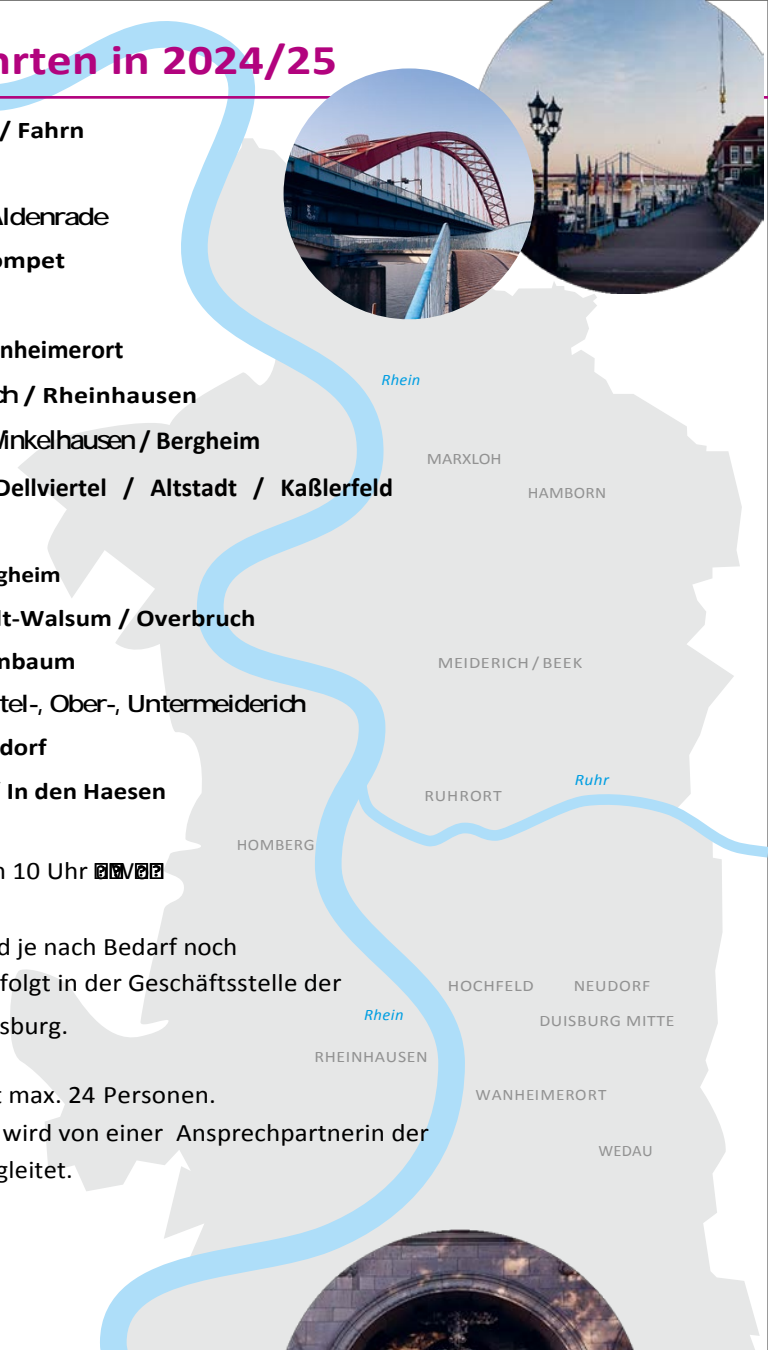 hrten in 2024/25
/ Fahrn
Aldenrade
ompet
nheimerort
ch / Rheinhausen
Winkelhausen / Bergheim
Dellviertel / Altstadt / Kaßlerfeld
gheim
lt-Walsum / Overbruch
nbaum
tel-, Ober-, Untermeiderich
dorf
/ In den Haesen
n 10 Uhr
d je nach Bedarf noch
folgt in der Geschäftsstelle der
sburg.
t max. 24 Personen.
wird von einer Ansprechpartnerin der
gleitet.
Rhein
MARXLOH
HAMBORN
MEIDERICH / BEEK
Ruhr
RUHRORT
HOMBERG
HOCHFELD
NEUDORF
Rhein
DUISBURG MITTE
RHEINHAUSEN
WANHEIMERORT
WEDAU